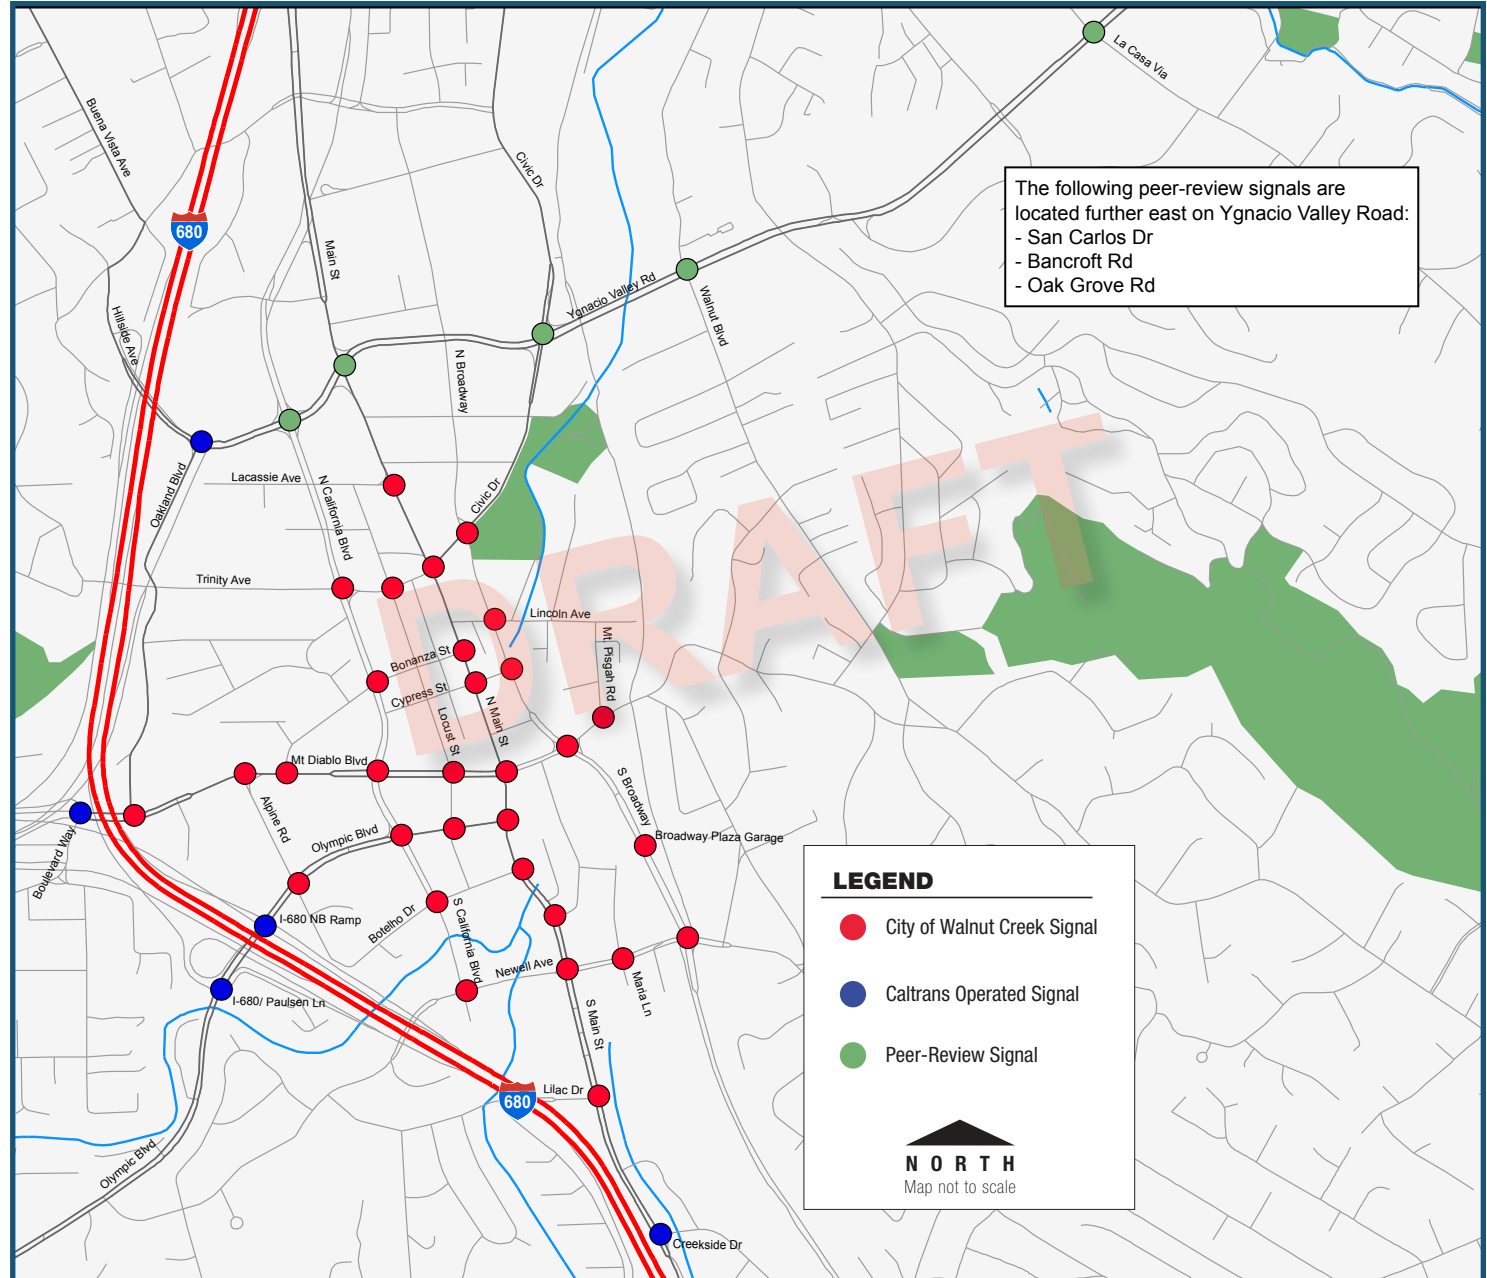 La Casa Via
Buena Vista Ave
Civic Dr
The following peer-review signals are
located further east on Ygnacio Valley Road:
- San Carlos Dr
- Bancroft Rd
- Oak Grove Rd
680
Main St
Ygnacio Valley Rd
Walnut Blvd
Hillside Ave
N Broadway
Lacassie Ave
Oakland Blvd
N California Blvd
Civic Dr
DRAFT
Trinity Ave
Lincoln Ave
Mt. Pisgah Rd
Bonanza St
Cypress St
Locust St
N Main St
Mt Diablo Blvd
S Broadway
Alpine Rd
Olympic Blvd
Broadway Plaza Garage
Boulevard Way
I-680 NB Ramp
Botelho Dr
S California Blvd
Newell Ave
Maria Ln
I-680/ Paulsen Ln
S Main St
680
Lilac Dr
Olympic Blvd
Creekside Dr
LEGEND
City of Walnut Creek Signal
Caltrans Operated Signal
Peer-Review Signal
NORTH
Map not to scale